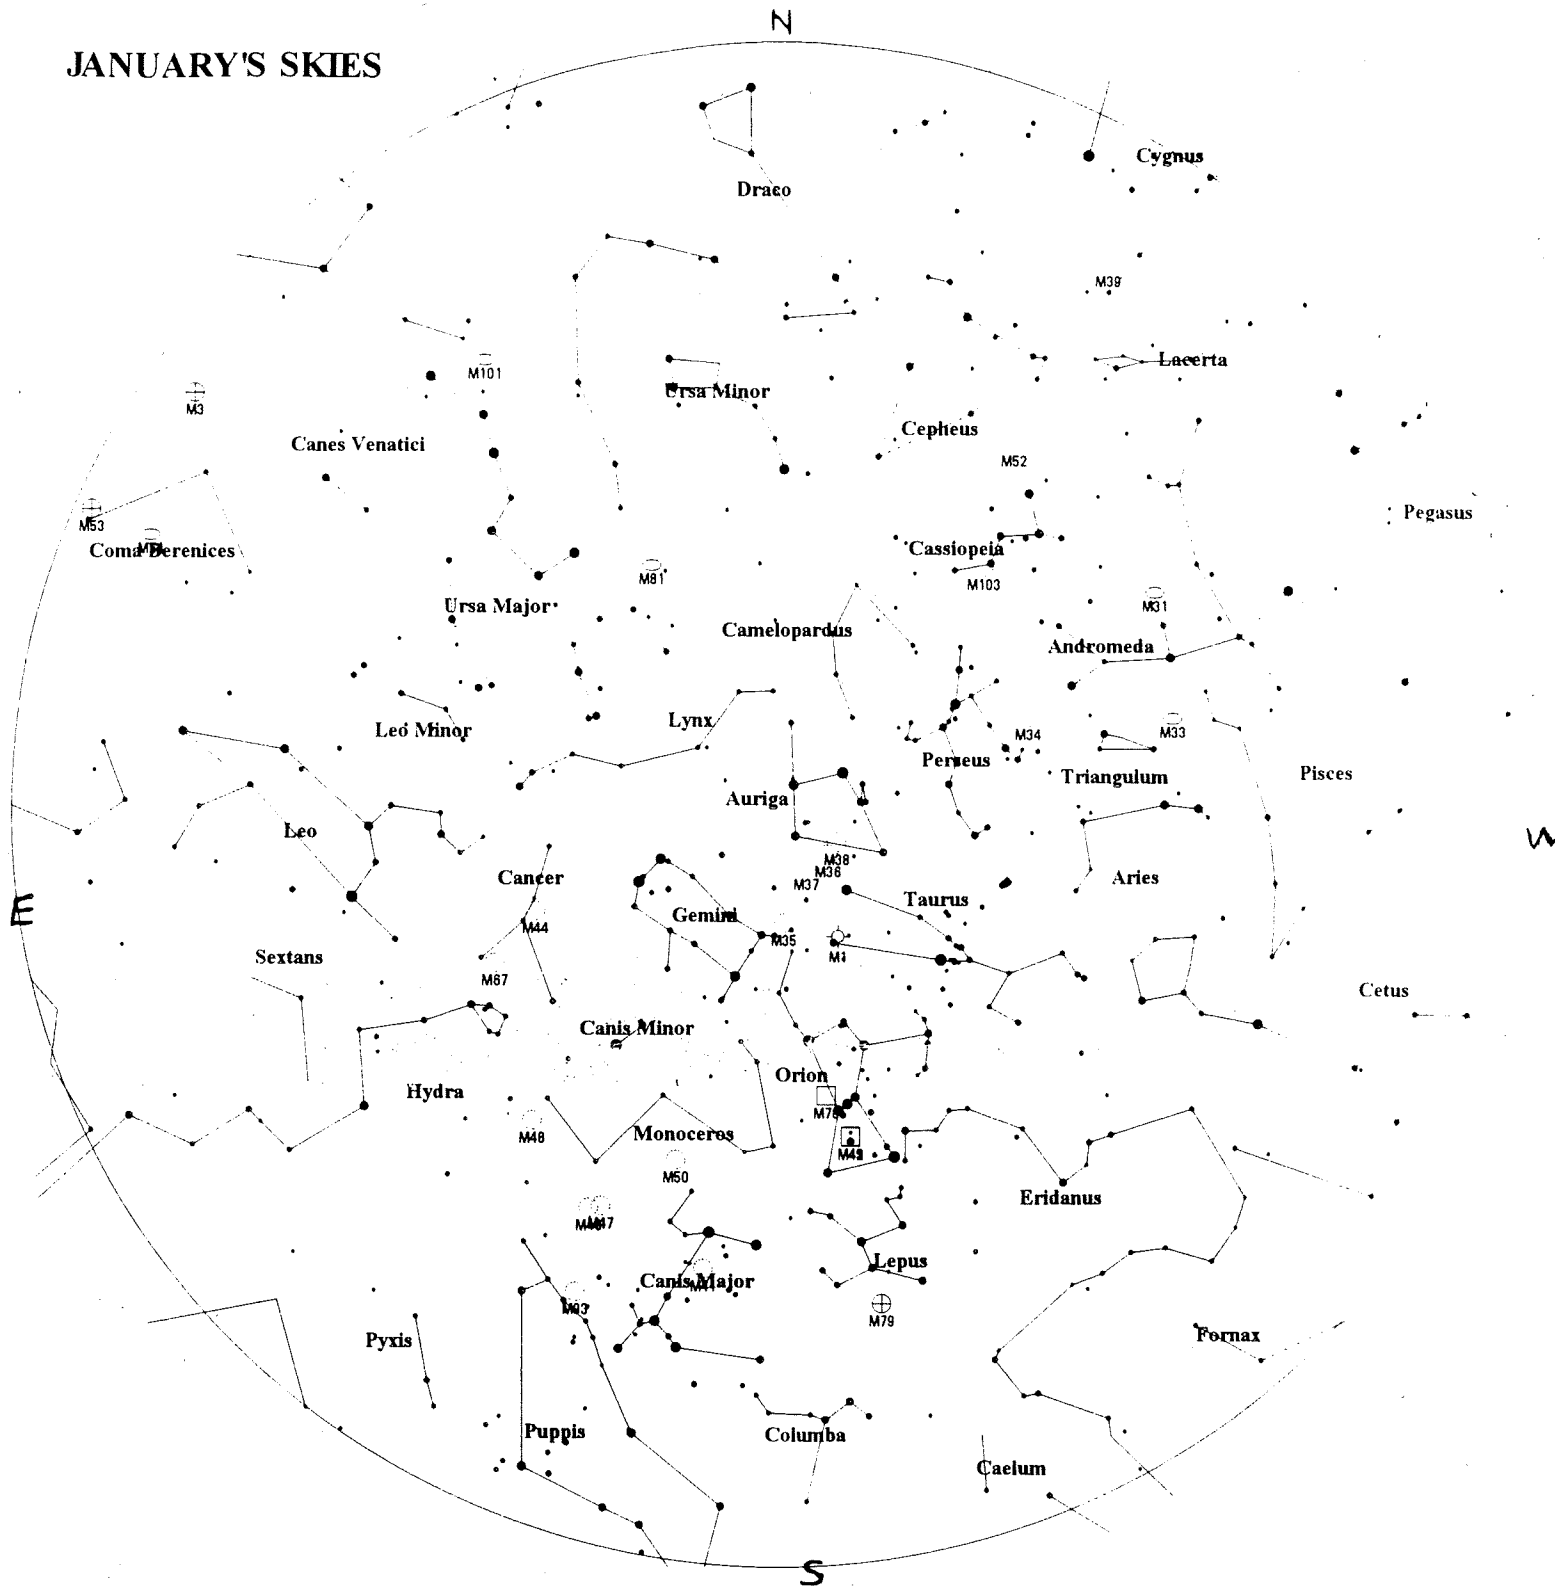 N
JANUARY'S SKIES
Cygnus
Draco
M39
Lacerta
M101
Ursa Minor
M3
Cepheus
Canes Venatici
M52
Pegasus
M53
Cassiopeia
Coma Berenices
M81
M103
Ursa Major
M31
Camelopardus
Andromeda
Lynx
M33
Leo Minor
M34
Perseus
Pisces
Triangulum
Auriga
Leo
W
M38
M36
Cancer
Aries
M37
Taurus
E
Gemini
M44
M35
Sextans
M1
M67
Cetus
Canis Minor
Orion
Hydra
M78
M48
Monoceros
M50
Eridanus
M47
Lepus
Canis Major
M93
M79
Pyxis
Fornax
Puppis
Columba
Caelum
S